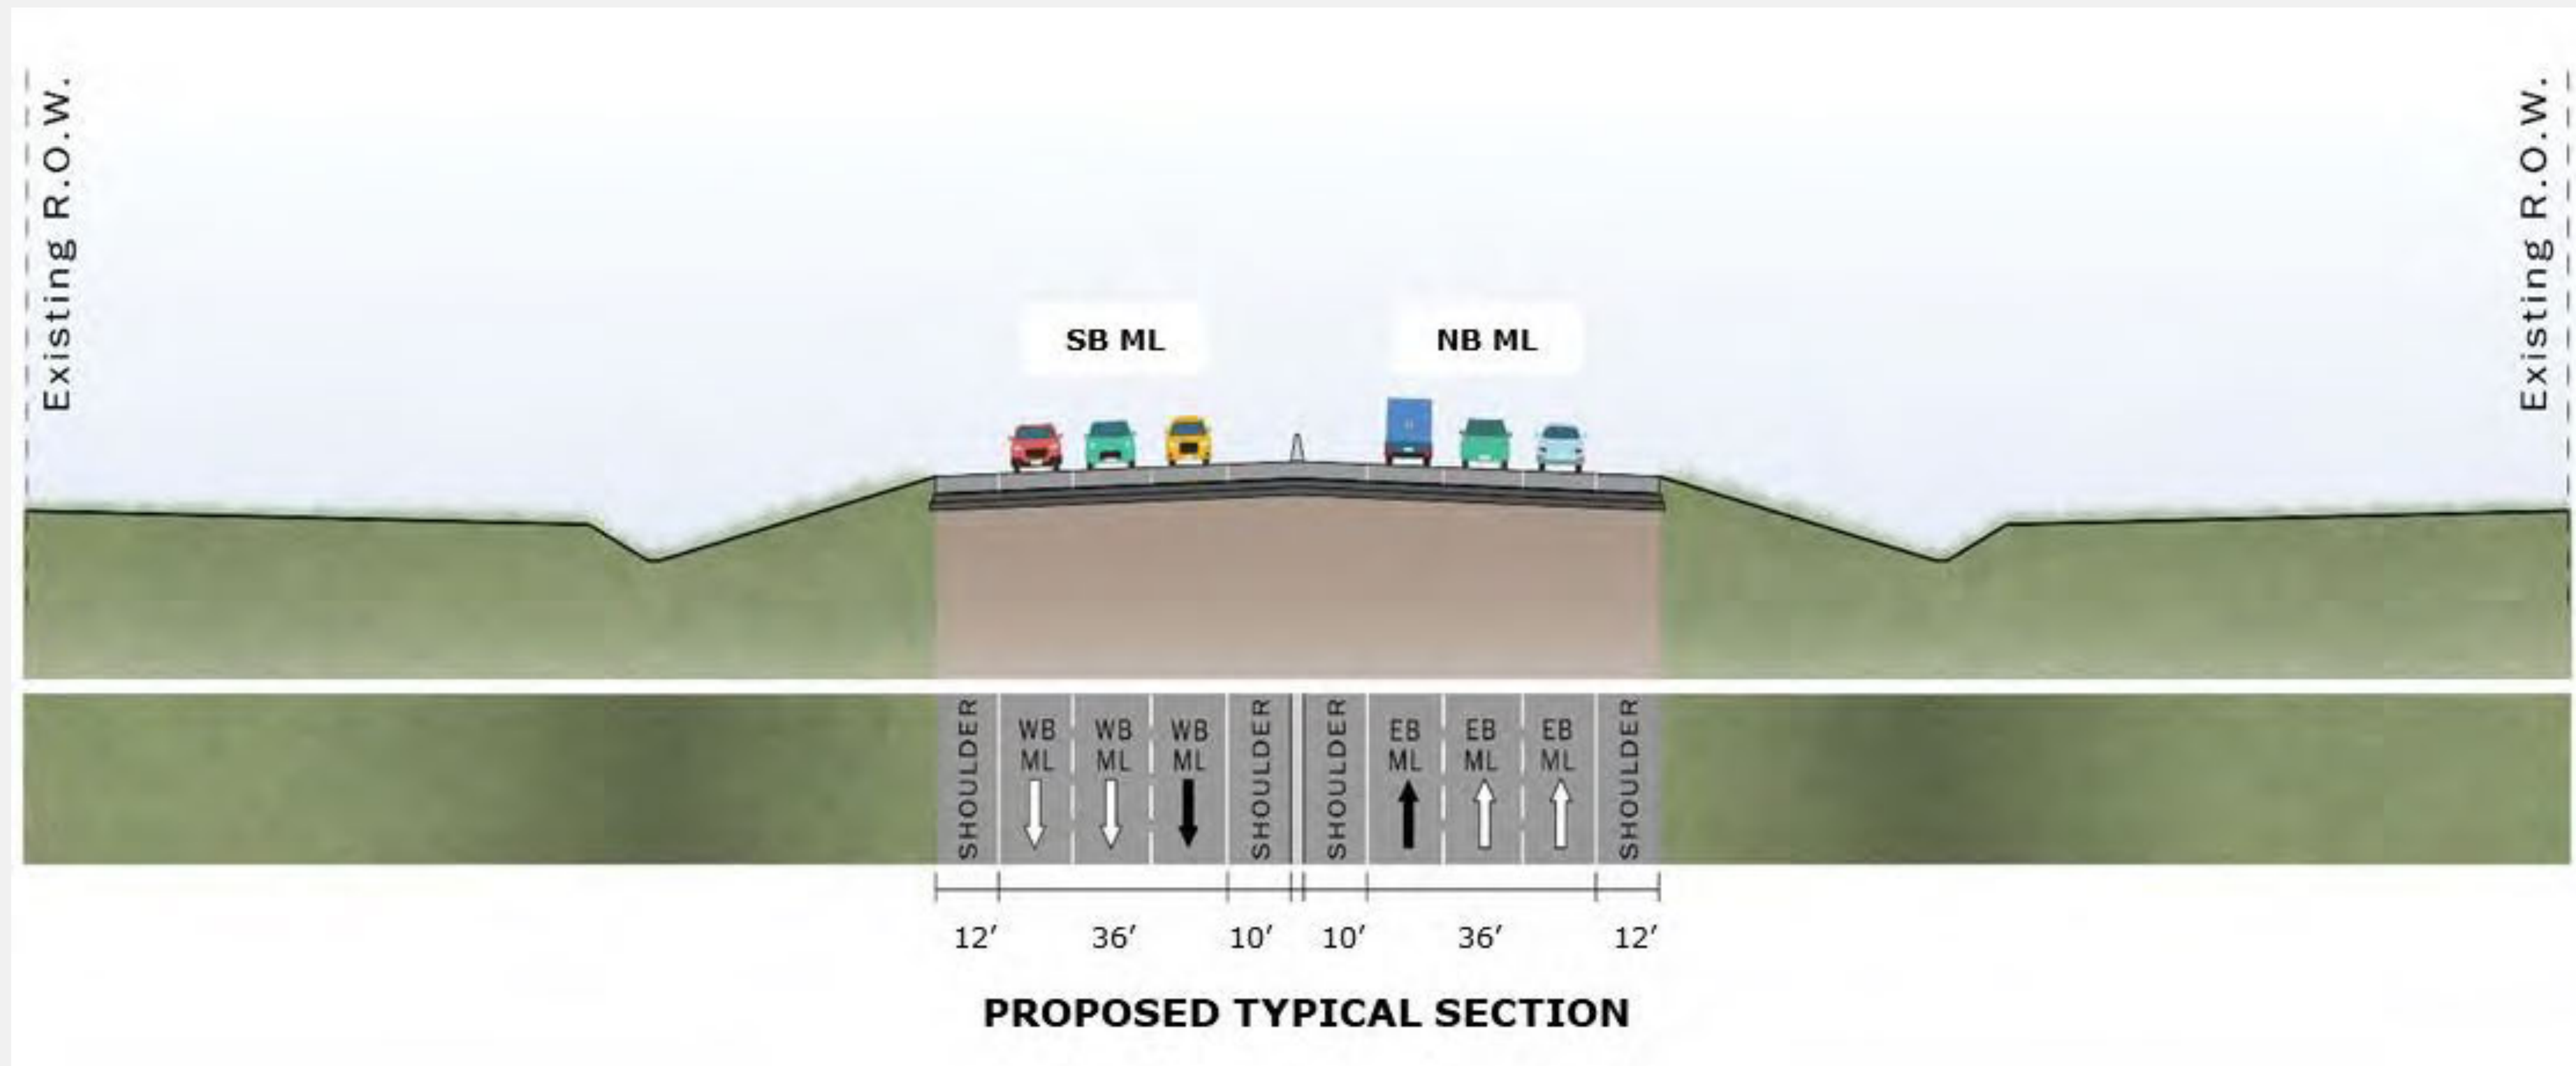 Existing R.O.W.
Existing R.O.W.
SB ML
NB ML
SHOULDER
WB
ML
WB
ML
WB
ML
SHOULDER
SHOULDER
EB
ML
EB
ML
EB
ML
SHOULDER
12′ 36′ 10′ 10′ 36′ 12′
PROPOSED TYPICAL SECTION